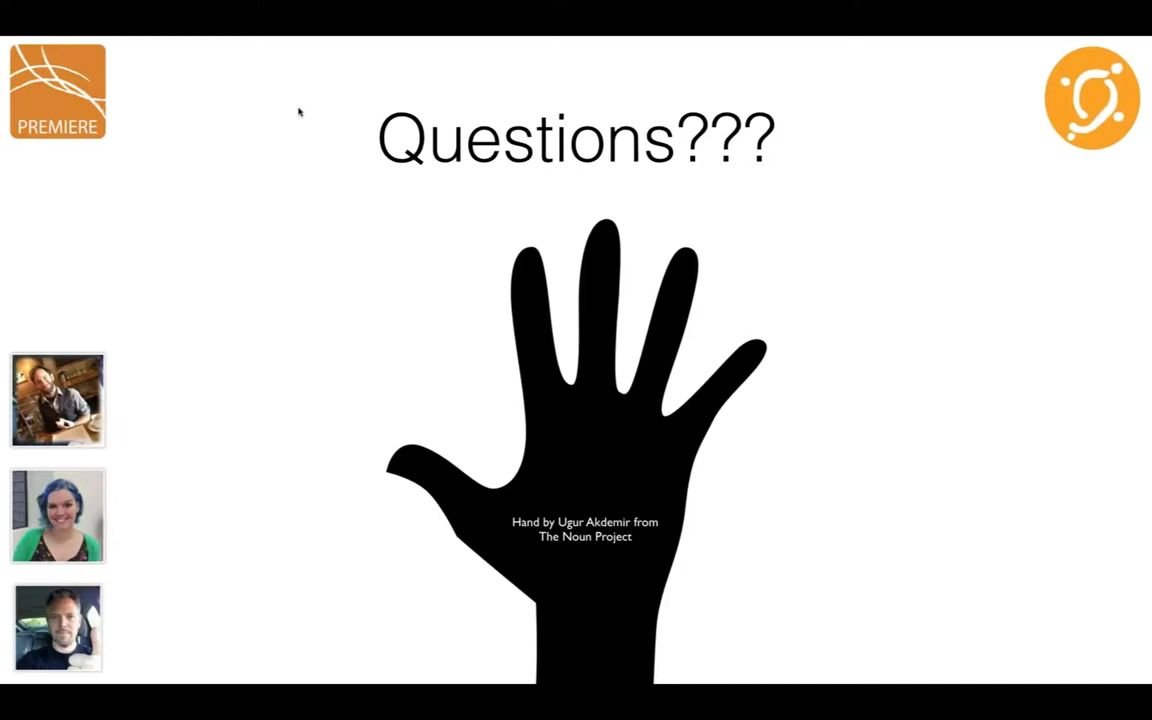 PREMIERE
Questions???
Hand by Ugur Akdemir from
The Noun Project